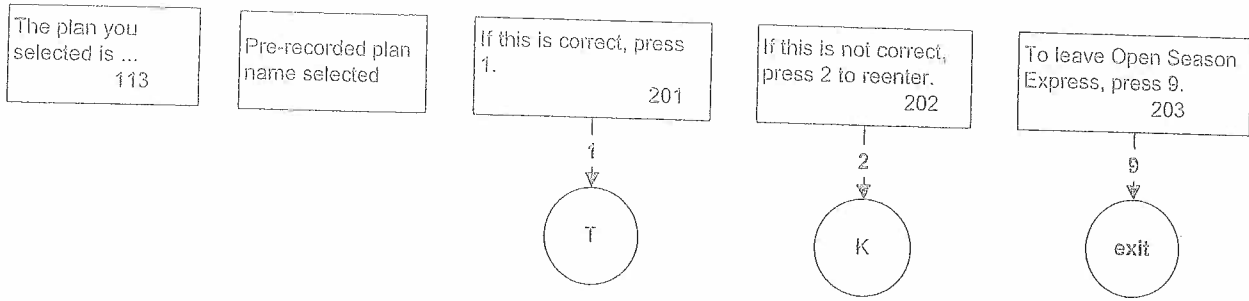 The plan you
selected is ...
113
Pre-recorded plan
name selected
If this is correct, press
1.
201
If this is not correct,
press 2 to reenter.
202
To leave Open Season
Express, press 9.
203
1
2
9
T
K
exit